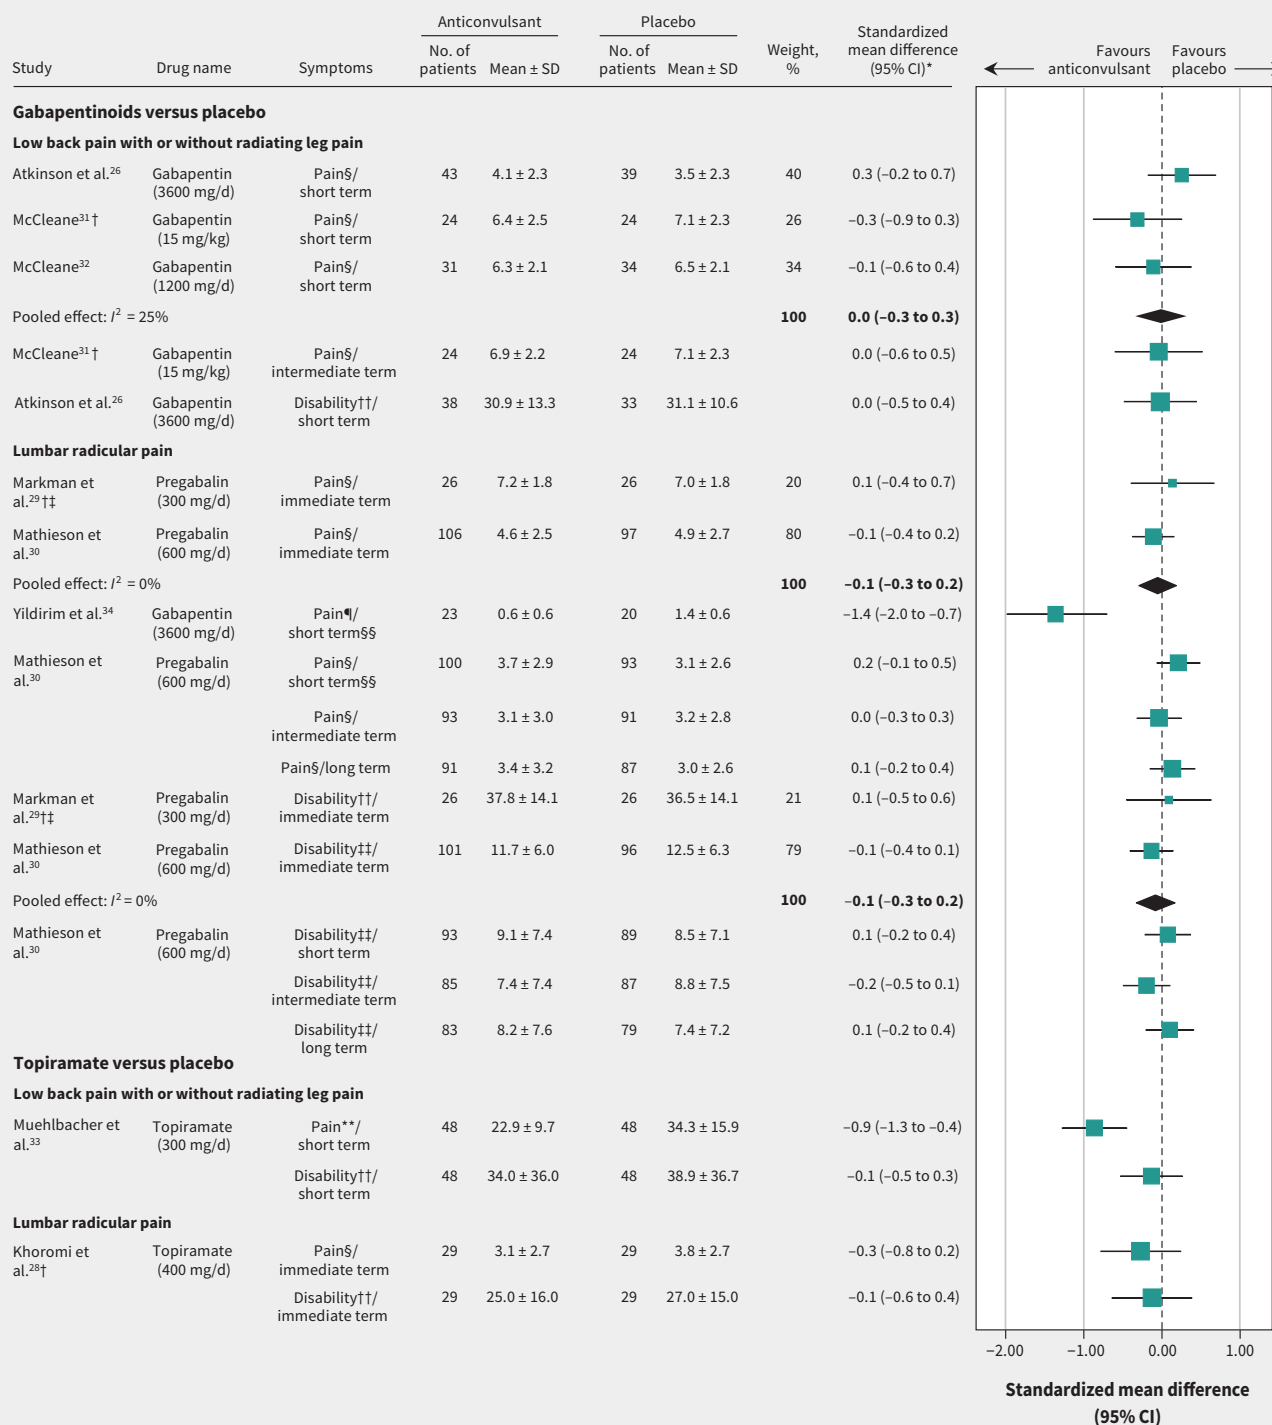 Anticonvulsant Placebo
Study Drug name Symptoms No. of patients Mean ± SD No. of patients Mean ± SD Weight, % Standardized mean difference (95% CI)* Favours anticonvulsant Favours placebo
Gabapentinoids versus placebo
Low back pain with or without radiating leg pain
Atkinson et al.26 Gabapentin Pain§/ 43 4.1 ± 2.3 39 3.5 ± 2.3 40 0.3 (–0.2 to 0.7)
(3600 mg/d) short term
McCleane31† Gabapentin Pain§/ 24 6.4 ± 2.5 24 7.1 ± 2.3 26 –0.3 (–0.9 to 0.3)
(15 mg/kg) short term
McCleane32 Gabapentin Pain§/ 31 6.3 ± 2.1 34 6.5 ± 2.1 34 –0.1 (–0.6 to 0.4)
(1200 mg/d) short term
Pooled effect: I2 = 25% 100 0.0 (–0.3 to 0.3)
McCleane31† Gabapentin Pain§/ 24 6.9 ± 2.2 24 7.1 ± 2.3 0.0 (–0.6 to 0.5)
(15 mg/kg) intermediate term
Atkinson et al.26 Gabapentin Disability††/ 38 30.9 ± 13.3 33 31.1 ± 10.6 0.0 (–0.5 to 0.4)
(3600 mg/d) short term
Lumbar radicular pain
Markman et Pregabalin Pain§/ 26 7.2 ± 1.8 26 7.0 ± 1.8 20 0.1 (–0.4 to 0.7)
al.29†‡ (300 mg/d) immediate term
Mathieson et Pregabalin Pain§/ 106 4.6 ± 2.5 97 4.9 ± 2.7 80 –0.1 (–0.4 to 0.2)
al.30 (600 mg/d) immediate term
Pooled effect: I2 = 0% 100 –0.1 (–0.3 to 0.2)
Yildirim et al.34 Gabapentin Pain¶/ 23 0.6 ± 0.6 20 1.4 ± 0.6 –1.4 (–2.0 to –0.7)
(3600 mg/d) short term§§
Mathieson et Pregabalin Pain§/ 100 3.7 ± 2.9 93 3.1 ± 2.6 0.2 (–0.1 to 0.5)
al.30 (600 mg/d) short term§§
Pain§/ 93 3.1 ± 3.0 91 3.2 ± 2.8 0.0 (–0.3 to 0.3)
intermediate term
Pain§/long term 91 3.4 ± 3.2 87 3.0 ± 2.6 0.1 (–0.2 to 0.4)
Markman et Pregabalin Disability††/ 26 37.8 ± 14.1 26 36.5 ± 14.1 21 0.1 (–0.5 to 0.6)
al.29†‡ (300 mg/d) immediate term
Mathieson et Pregabalin Disability‡‡/ 101 11.7 ± 6.0 96 12.5 ± 6.3 79 –0.1 (–0.4 to 0.1)
al.30 (600 mg/d) immediate term
Pooled effect: I2 = 0% 100 –0.1 (–0.3 to 0.2)
Mathieson et Pregabalin Disability‡‡/ 93 9.1 ± 7.4 89 8.5 ± 7.1 0.1 (–0.2 to 0.4)
al.30 (600 mg/d) short term
Disability‡‡/ 85 7.4 ± 7.4 87 8.8 ± 7.5 –0.2 (–0.5 to 0.1)
intermediate term
Disability‡‡/ 83 8.2 ± 7.6 79 7.4 ± 7.2 0.1 (–0.2 to 0.4)
long term
Topiramate versus placebo
Low back pain with or without radiating leg pain
Muehlbacher et Topiramate Pain**/ 48 22.9 ± 9.7 48 34.3 ± 15.9 –0.9 (–1.3 to –0.4)
al.33 (300 mg/d) short term
Disability††/ 48 34.0 ± 36.0 48 38.9 ± 36.7 –0.1 (–0.5 to 0.3)
short term
Lumbar radicular pain
Khoromi et Topiramate Pain§/ 29 3.1 ± 2.7 29 3.8 ± 2.7 –0.3 (–0.8 to 0.2)
al.28† (400 mg/d) immediate term
Disability††/ 29 25.0 ± 16.0 29 27.0 ± 15.0 –0.1 (–0.6 to 0.4)
immediate term
–2.00 –1.00 0.00 1.00
Standardized mean difference
(95% CI)